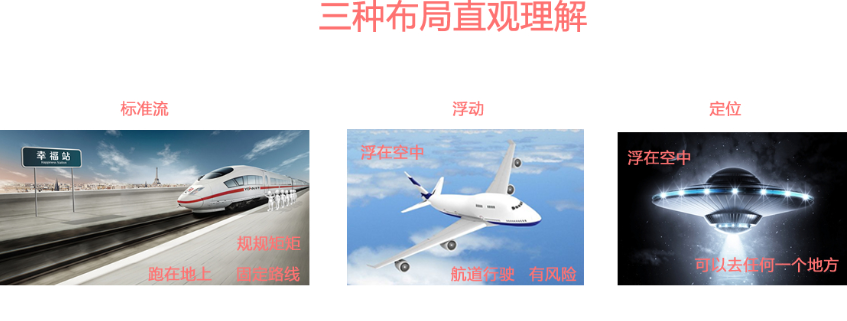 三种布局直观理解
标准流
浮动
定位
幸福站
规规矩矩
跑在地上 固定路线
浮在空中
航道行驶 有风险
浮在空中
可以去任何一个地方